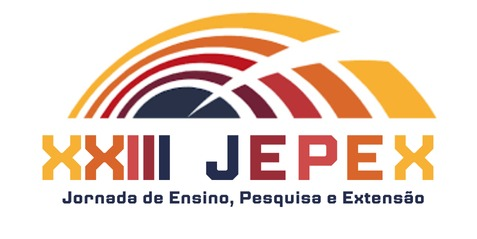 XXIII JEPEX
Jornada de Ensino, Pesquisa e Extensão